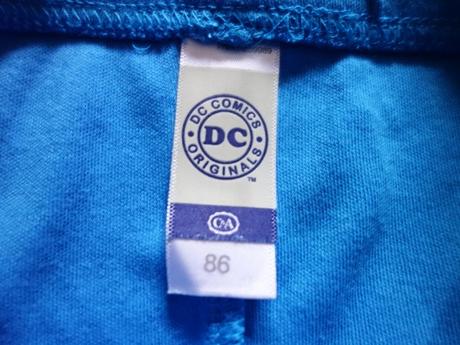 DC COMICS
DC
ORIGINALS
™
C&A
86